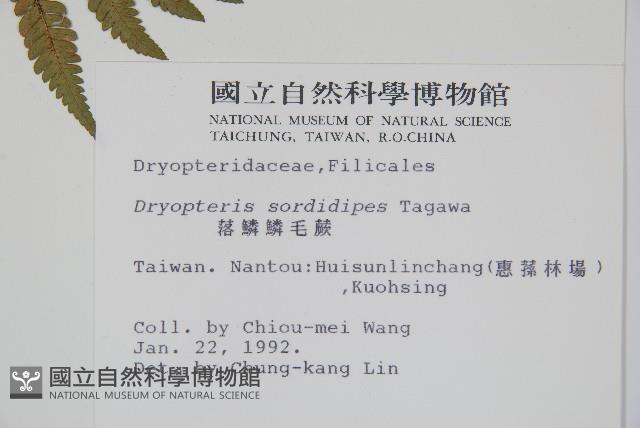 國立自然科學博物館
NATIONAL MUSEUM OF NATURAL SCIENCE
TAICHUNG, TAIWAN, R.O.CHINA
Dryopteridaceae,Filicales
Dryopteris sordidipes Tagawa
落鱗鱗毛蕨
Taiwan. Nantou:Huisunlinchang(惠蓀林場)
,Kuohsing
Coll. by Chiou-mei Wang
Jan. 22, 1992.
Det. by Chung-kang Lin
國立自然科學博物館
NATIONAL MUSEUM OF NATURAL SCIENCE